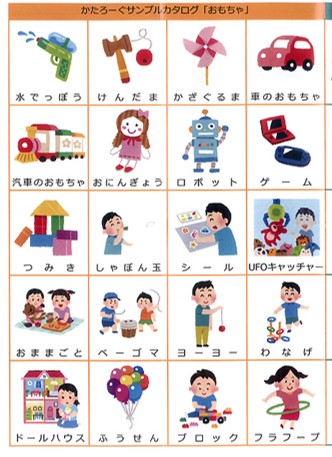 かたろーぐサンプルカタログ「おもちゃ」
水でっぽう
けんだま
かざぐるま
車のおもちゃ
汽車のおもちゃ
おにんぎょう
ロボット
ゲーム
つみき
しゃぼん玉
シール
UFOキャッチャー
おままごと
ベーゴマ
ヨーヨー
わなげ
ドールハウス
ふうせん
ブロック
フラフープ